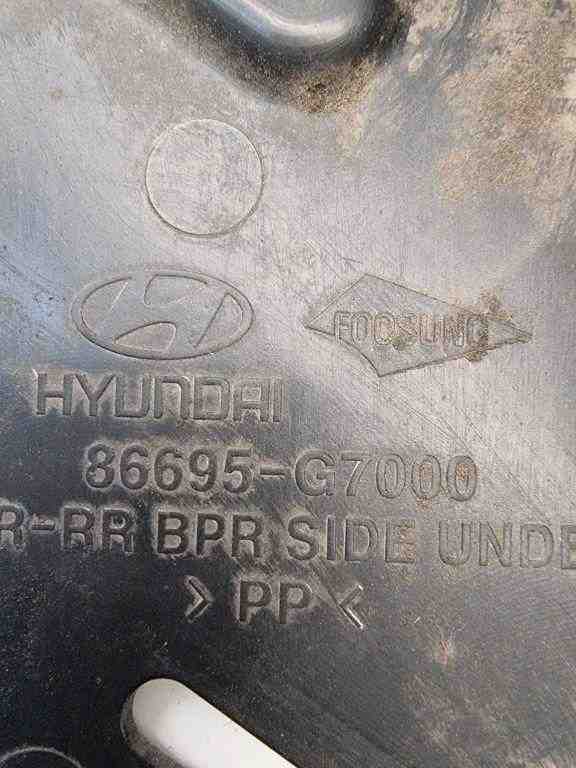 FOOSUNG
HYUNDAI
86695-G7000
R-RR BPR SIDE UNDE
> PP <